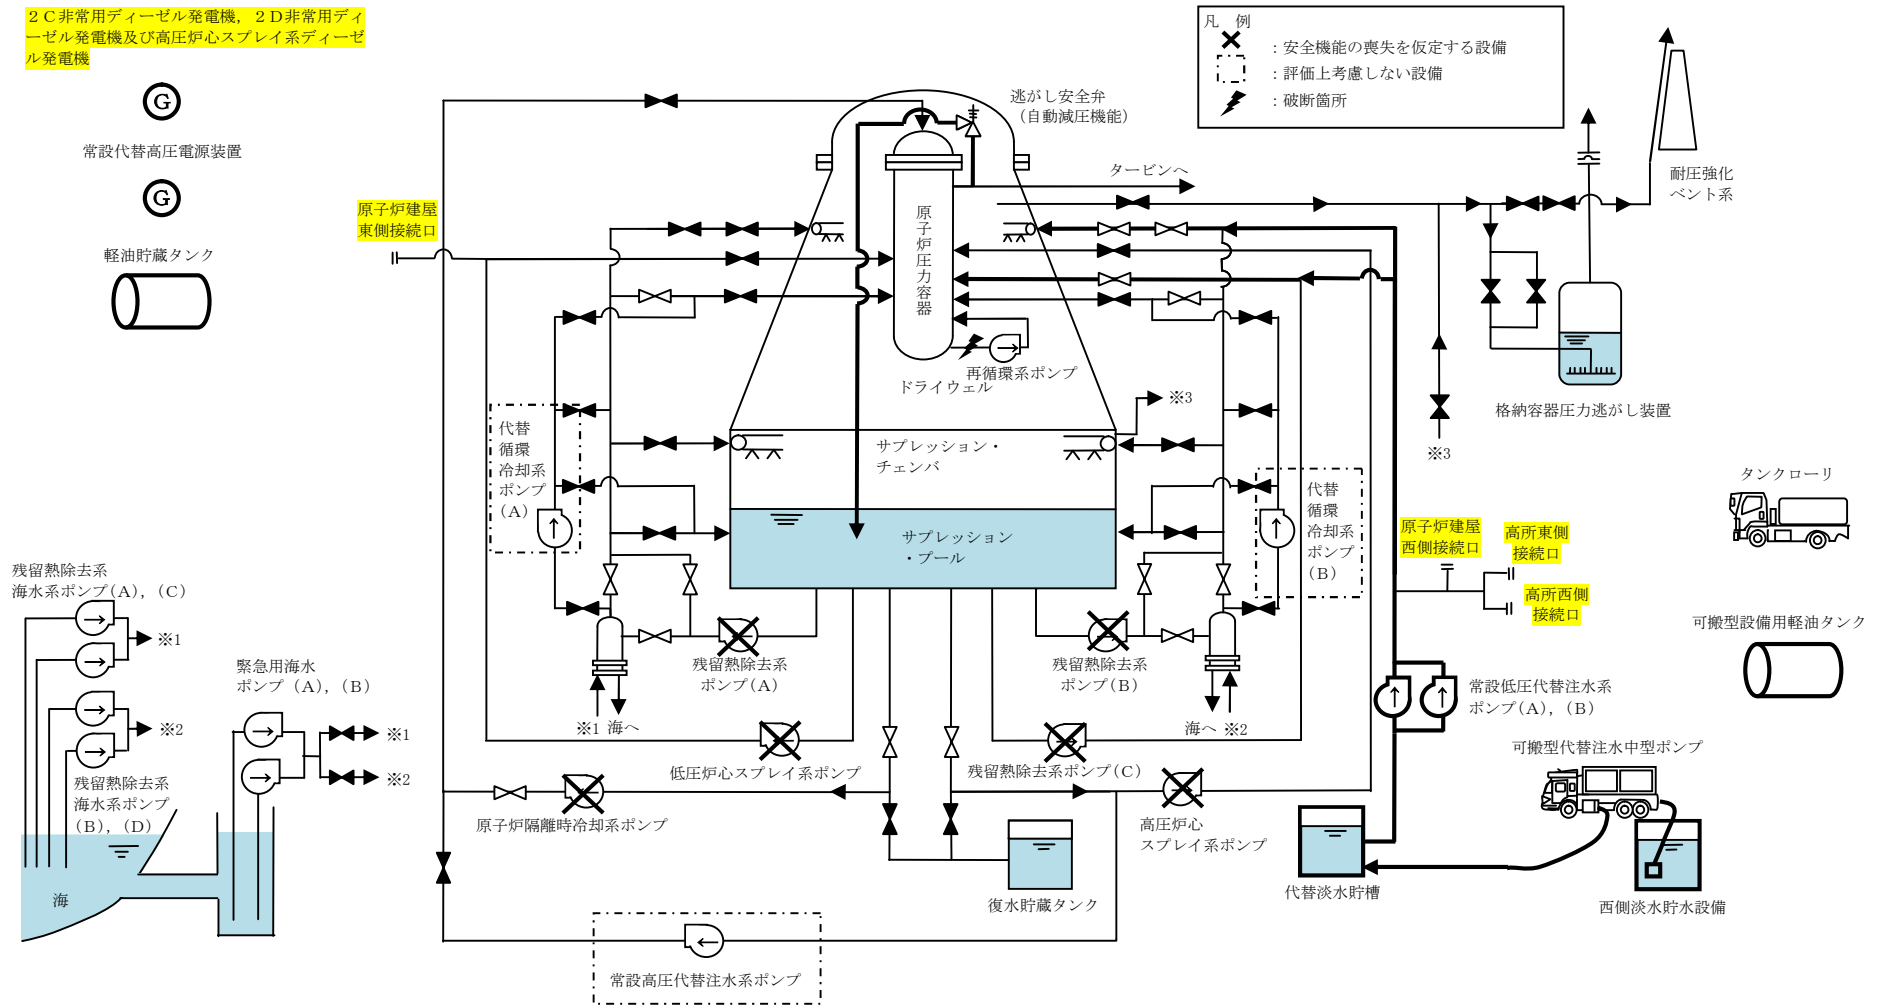 ２Ｃ非常用ディーゼル発電機，２Ｄ非常用ディ
ーゼル発電機及び高圧炉心スプレイ系ディーゼ
ル発電機
G
常設代替高圧電源装置
G
軽油貯蔵タンク
原子炉建屋
東側接続口
逃がし安全弁
（自動減圧機能）
凡　例
：安全機能の喪失を仮定する設備
：評価上考慮しない設備
：破断箇所
タービンへ
耐圧強化
ベント系
原子炉圧力容器
再循環系ポンプ
ドライウェル
※3
格納容器圧力逃がし装置
※3
代替
循環
冷却系
ポンプ
（A）
サプレッション・
チェンバ
サプレッション
・プール
代替
循環
冷却系
ポンプ
（B）
タンクローリ
原子炉建屋
西側接続口
高所東側
接続口
高所西側
接続口
可搬型設備用軽油タンク
残留熱除去系
海水系ポンプ(A)，（C）
※1
※2
残留熱除去系
海水系ポンプ
（B），（D）
海
緊急用海水
ポンプ（A），（B）
※1
※2
残留熱除去系
ポンプ(A)
残留熱除去系
ポンプ(B)
※1 海へ
海へ ※2
常設低圧代替注水系
ポンプ(A)，（B）
低圧炉心スプレイ系ポンプ
残留熱除去系ポンプ(C)
可搬型代替注水中型ポンプ
原子炉隔離時冷却系ポンプ
高圧炉心
スプレイ系ポンプ
復水貯蔵タンク
代替淡水貯槽
西側淡水貯水設備
常設高圧代替注水系ポンプ